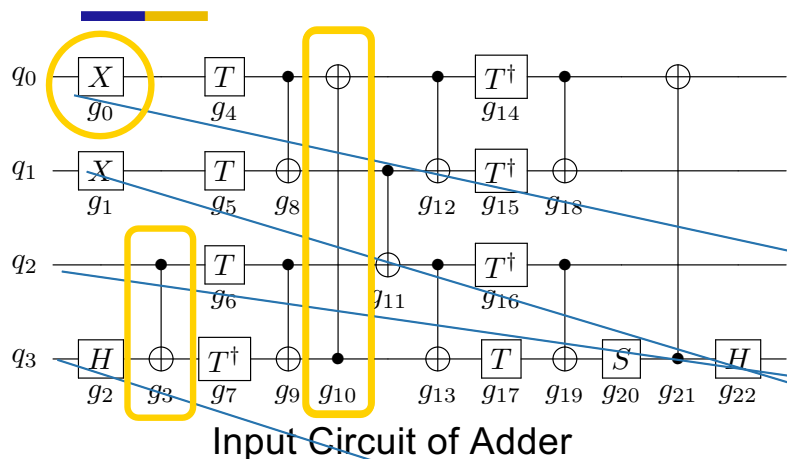 q₀ X T T†
g₀ g₄ g₁₄
q₁ X T T†
g₁ g₅ g₈ g₁₂ g₁₅ g₁₈
q₂ T T†
g₆ g₁₁ g₁₆
q₃ H T† T S H
g₂ g₃ g₇ g₉ g₁₀ g₁₃ g₁₇ g₁₉ g₂₀ g₂₁ g₂₂
Input Circuit of Adder